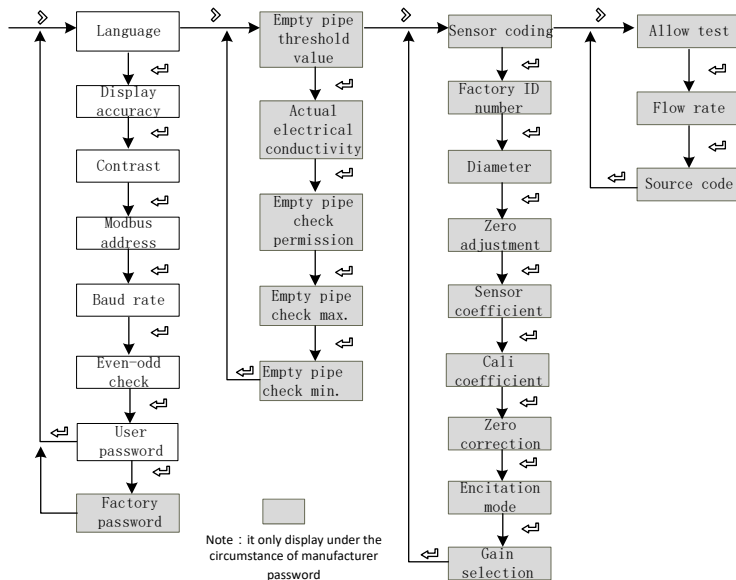 Language
Display
accuracy
Contrast
Modbus
address
Baud rate
Even-odd
check
User
password
Factory
password
Empty pipe
threshold
value
Actual
electrical
conductivity
Empty pipe
check
permission
Empty pipe
check max.
Empty pipe
check min.
Note：it only display under the
circumstance of manufacturer
password
Sensor coding
Factory ID
number
Diameter
Zero
adjustment
Sensor
coefficient
Cali
coefficient
Zero
correction
Encitation
mode
Gain
selection
Allow test
Flow rate
Source code